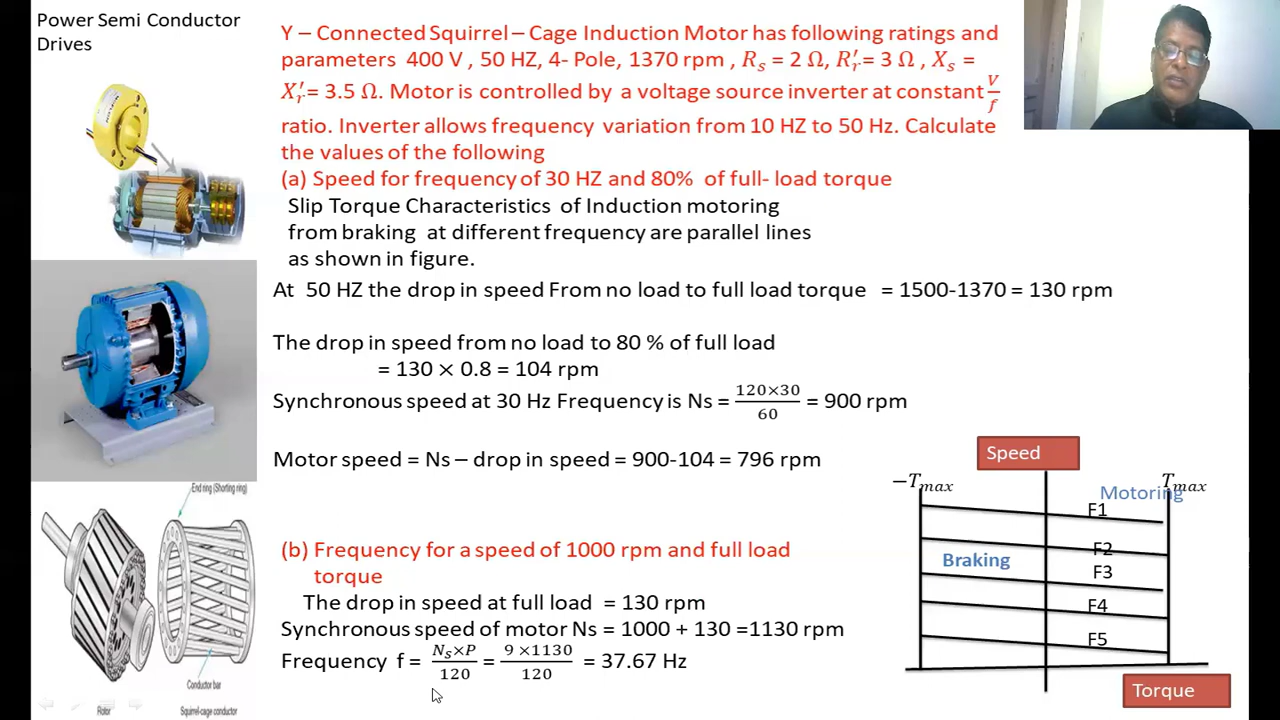 Power Semi Conductor
Drives
Y – Connected Squirrel – Cage Induction Motor has following ratings and
parameters 400 V , 50 HZ, 4- Pole, 1370 rpm , R_s = 2 Ω, R_r′= 3 Ω , X_s =
X_r′= 3.5 Ω. Motor is controlled by a voltage source inverter at constant V/f
ratio. Inverter allows frequency variation from 10 HZ to 50 Hz. Calculate
the values of the following
(a) Speed for frequency of 30 HZ and 80% of full- load torque
Slip Torque Characteristics of Induction motoring
from braking at different frequency are parallel lines
as shown in figure.
At 50 HZ the drop in speed From no load to full load torque = 1500-1370 = 130 rpm
The drop in speed from no load to 80 % of full load
= 130 × 0.8 = 104 rpm
Synchronous speed at 30 Hz Frequency is Ns = 120×30/60 = 900 rpm
Motor speed = Ns – drop in speed = 900-104 = 796 rpm
(b) Frequency for a speed of 1000 rpm and full load
torque
The drop in speed at full load = 130 rpm
Synchronous speed of motor Ns = 1000 + 130 =1130 rpm
Frequency f = N_S×P/120 = 9 ×1130/120 = 37.67 Hz
Speed
−T_max
T_max
Motoring
F1
F2
Braking
F3
F4
F5
Torque
End ring (Shorting ring)
Conductor bar
Rotor
Squirrel-cage conductor